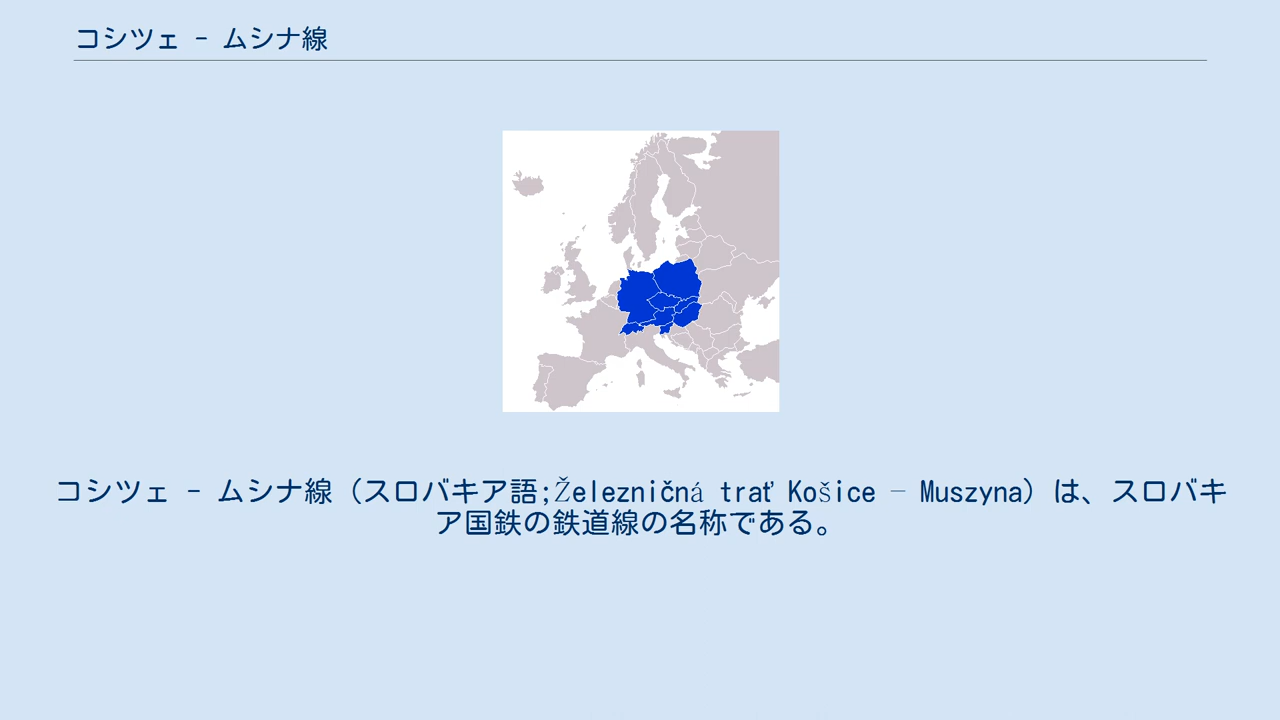 コシツェ - ムシナ線
コシツェ - ムシナ線（スロバキア語;Železničná trať Košice – Muszyna）は、スロバキ
ア国鉄の鉄道線の名称である。